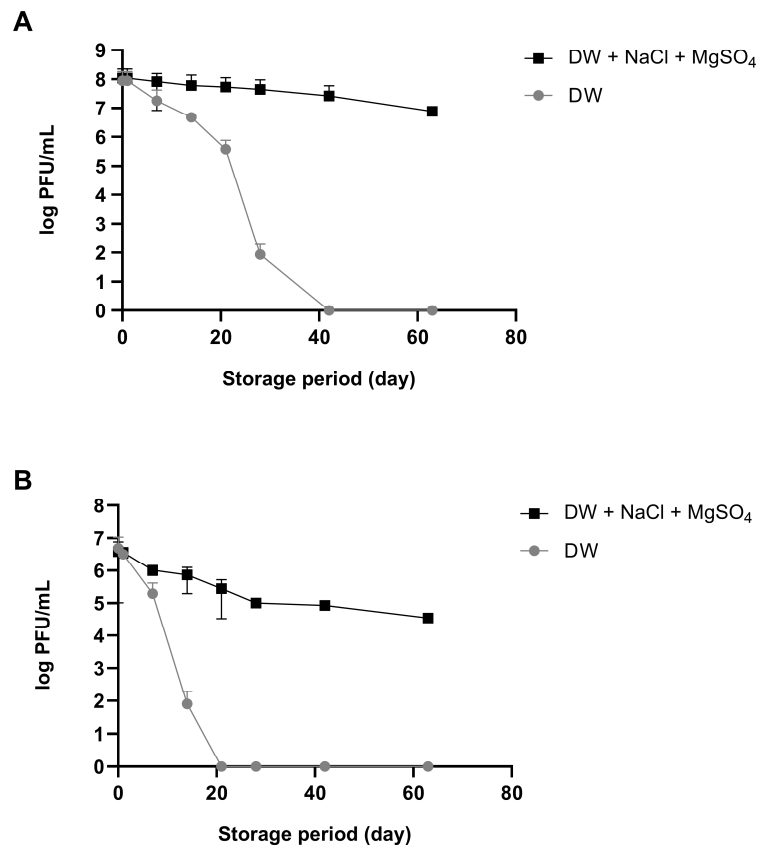 A
DW + NaCl + MgSO₄
DW
log PFU/mL
9
8
7
6
5
4
3
2
1
0
0 20 40 60 80
Storage period (day)
B
DW + NaCl + MgSO₄
DW
log PFU/mL
8
7
6
5
4
3
2
1
0
0 20 40 60 80
Storage period (day)